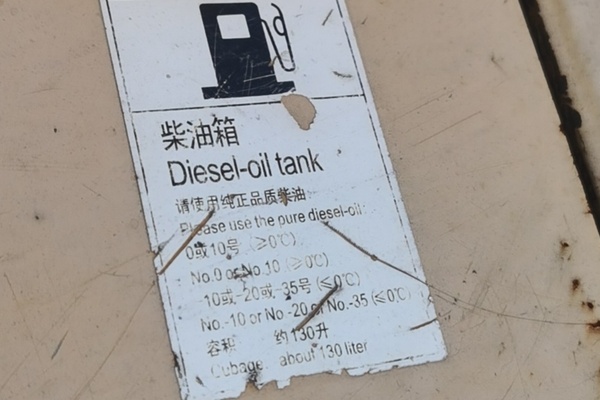 柴油箱
Diesel-oil tank
请使用纯正品质柴油
Please use the pure diesel-oil
0或10号 (≥0℃)
No.0 or No.10 (≥0℃)
-10或-20或-35号 (≤0℃)
No.-10 or No.-20 or No.-35 (≤0℃)
容积 约130升
Cubage about 130 liter